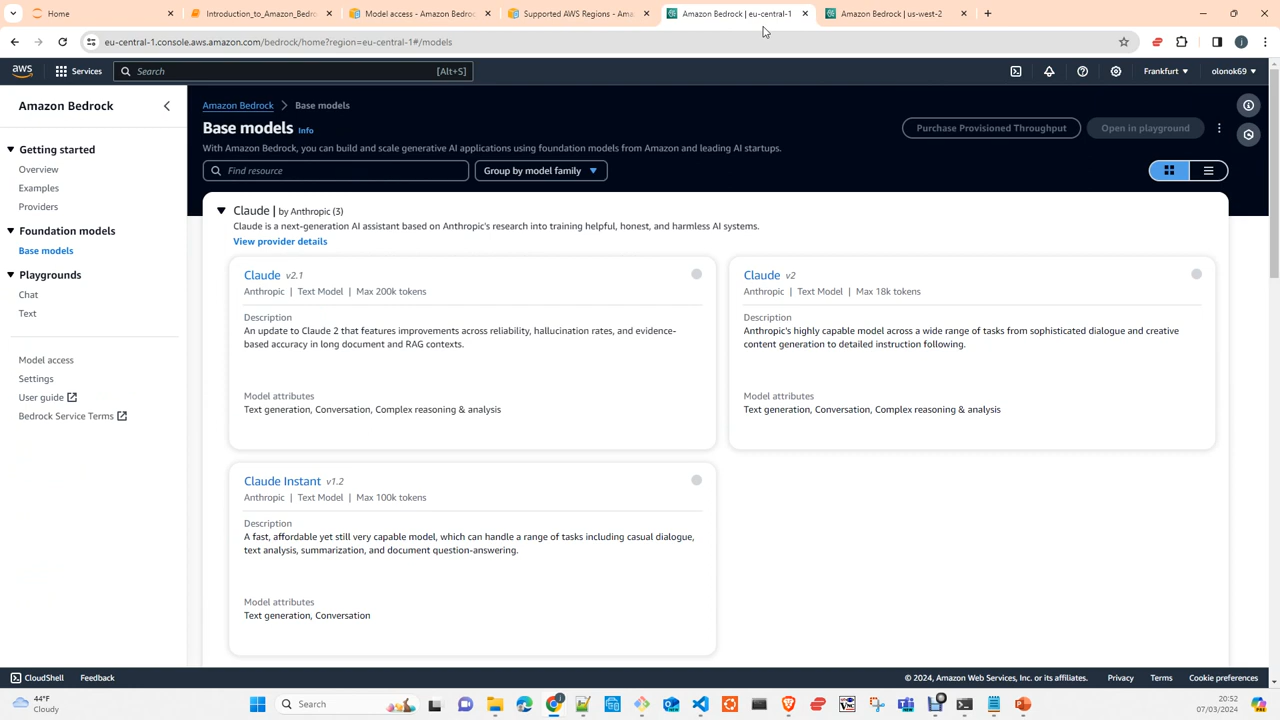 Home
Introduction_to_Amazon_Bedr
Model access - Amazon Bedroc
Supported AWS Regions - Amaz
Amazon Bedrock | eu-central-1
Amazon Bedrock | us-west-2
eu-central-1.console.aws.amazon.com/bedrock/home?region=eu-central-1#/models
aws
Services
Search
[Alt+S]
Frankfurt
olonok69
Amazon Bedrock
Getting started
Overview
Examples
Providers
Foundation models
Base models
Playgrounds
Chat
Text
Model access
Settings
User guide
Bedrock Service Terms
Amazon Bedrock
Base models
Base models Info
Purchase Provisioned Throughput
Open in playground
With Amazon Bedrock, you can build and scale generative AI applications using foundation models from Amazon and leading AI startups.
Find resource
Group by model family
Claude | by Anthropic (3)
Claude is a next-generation AI assistant based on Anthropic's research into training helpful, honest, and harmless AI systems.
View provider details
Claude v2.1
Anthropic | Text Model | Max 200k tokens
Description
An update to Claude 2 that features improvements across reliability, hallucination rates, and evidence-
based accuracy in long document and RAG contexts.
Model attributes
Text generation, Conversation, Complex reasoning & analysis
Claude v2
Anthropic | Text Model | Max 18k tokens
Description
Anthropic's highly capable model across a wide range of tasks from sophisticated dialogue and creative
content generation to detailed instruction following.
Model attributes
Text generation, Conversation, Complex reasoning & analysis
Claude Instant v1.2
Anthropic | Text Model | Max 100k tokens
Description
A fast, affordable yet still very capable model, which can handle a range of tasks including casual dialogue,
text analysis, summarization, and document question-answering.
Model attributes
Text generation, Conversation
CloudShell
Feedback
© 2024, Amazon Web Services, Inc. or its affiliates.
Privacy
Terms
Cookie preferences
44°F
Cloudy
Search
20:52
07/03/2024